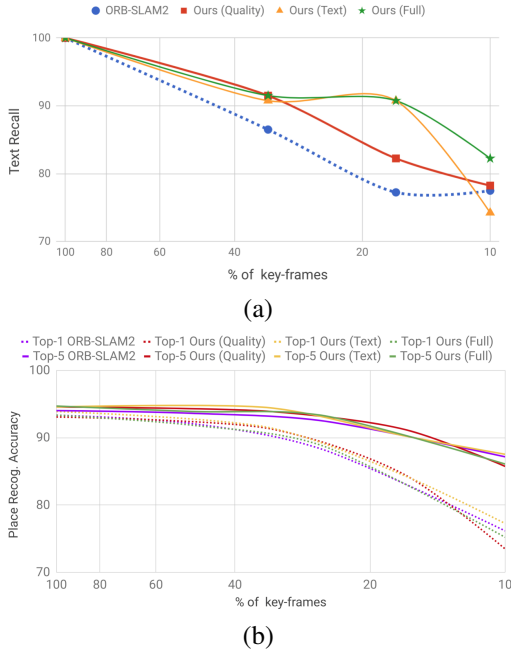 ORB-SLAM2 Ours (Quality) Ours (Text) Ours (Full)
100
90
80
70
Text Recall
100 80 60 40 20 10
% of key-frames
(a)
Top-1 ORB-SLAM2 Top-1 Ours (Quality) Top-1 Ours (Text) Top-1 Ours (Full)
Top-5 ORB-SLAM2 Top-5 Ours (Quality) Top-5 Ours (Text) Top-5 Ours (Full)
100
90
80
70
Place Recog. Accuracy
100 80 60 40 20 10
% of key-frames
(b)